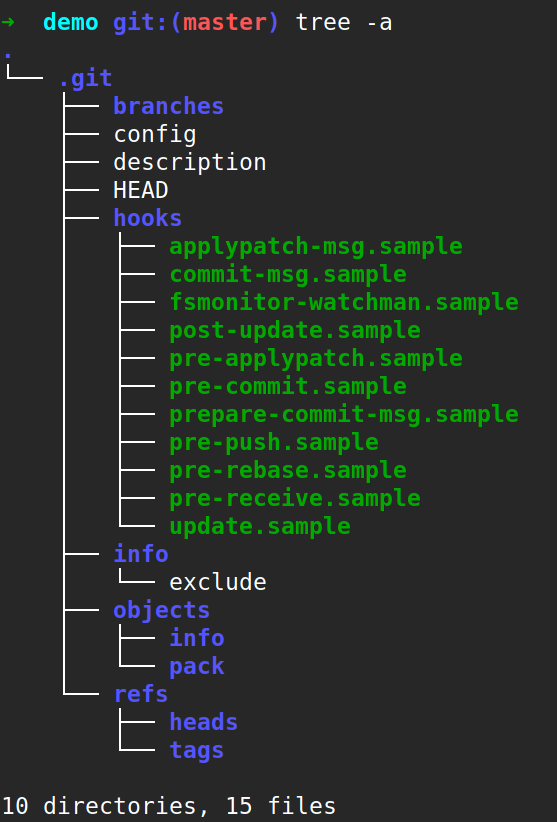 ➜  demo git:(master) tree -a
.
└── .git
    ├── branches
    ├── config
    ├── description
    ├── HEAD
    ├── hooks
    │   ├── applypatch-msg.sample
    │   ├── commit-msg.sample
    │   ├── fsmonitor-watchman.sample
    │   ├── post-update.sample
    │   ├── pre-applypatch.sample
    │   ├── pre-commit.sample
    │   ├── prepare-commit-msg.sample
    │   ├── pre-push.sample
    │   ├── pre-rebase.sample
    │   ├── pre-receive.sample
    │   └── update.sample
    ├── info
    │   └── exclude
    ├── objects
    │   ├── info
    │   └── pack
    └── refs
        ├── heads
        └── tags

10 directories, 15 files